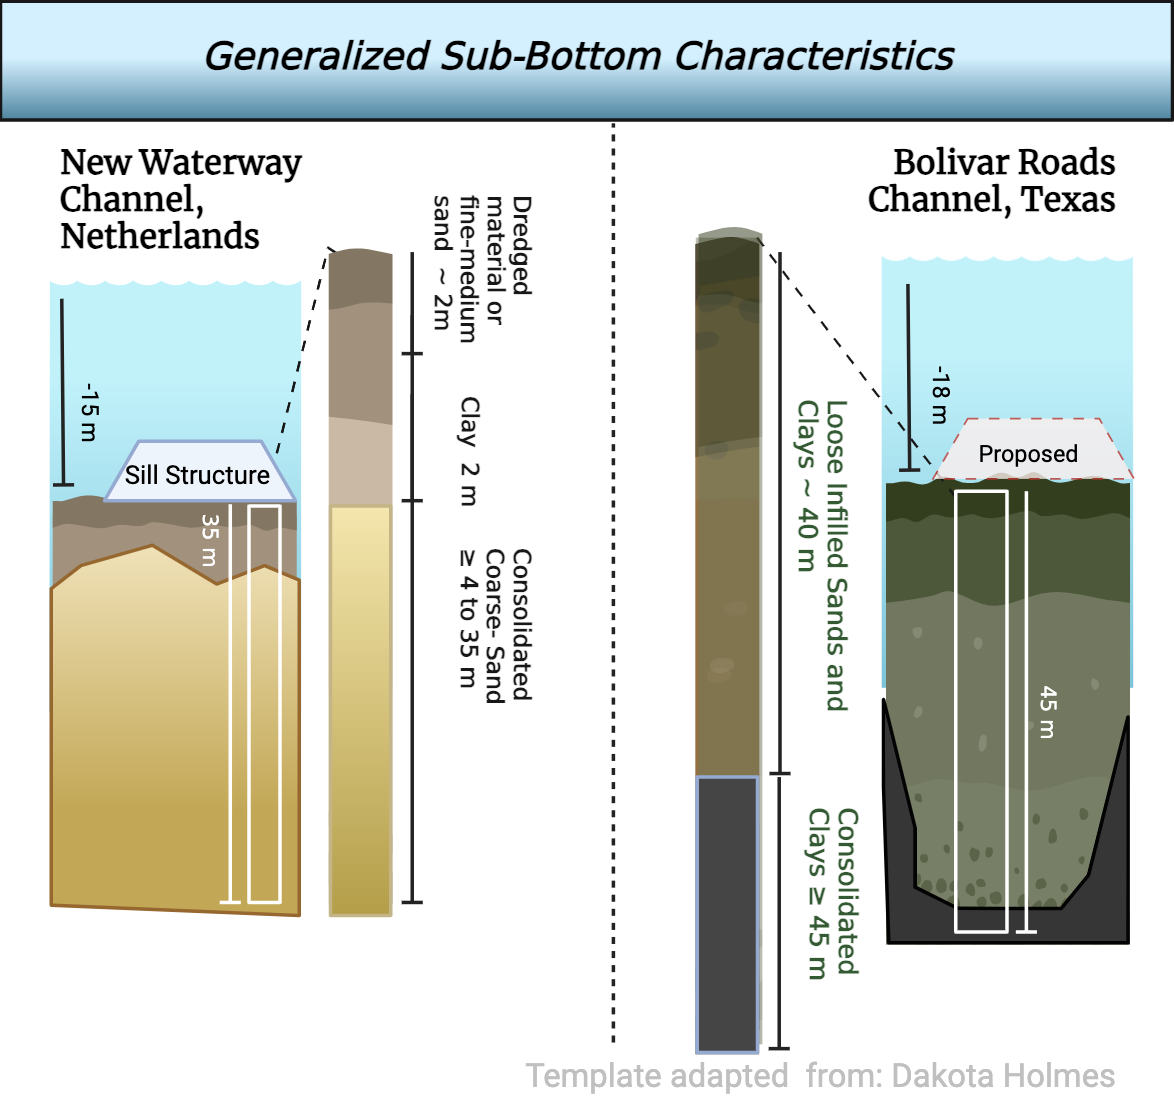 Generalized Sub-Bottom Characteristics
New Waterway
Channel,
Netherlands
-15 m
Sill Structure
35 m
Dredged
material or
fine-medium
sand ~ 2m
Clay 2 m
Consolidated
Coarse- Sand
≥ 4 to 35 m
Bolivar Roads
Channel, Texas
Loose Infilled Sands and
Clays ~ 40 m
Consolidated
Clays ≥ 45 m
-18 m
Proposed
45 m
Template adapted from: Dakota Holmes